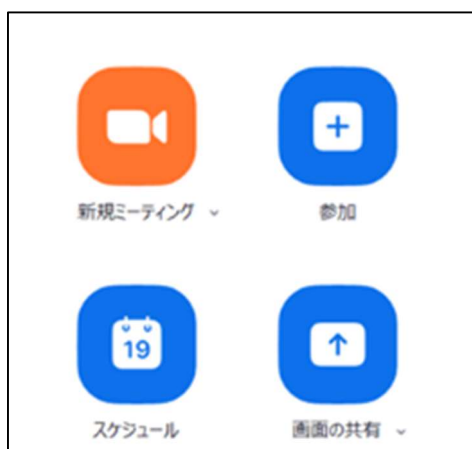 新規ミーティング
参加
19
スケジュール
画面の共有